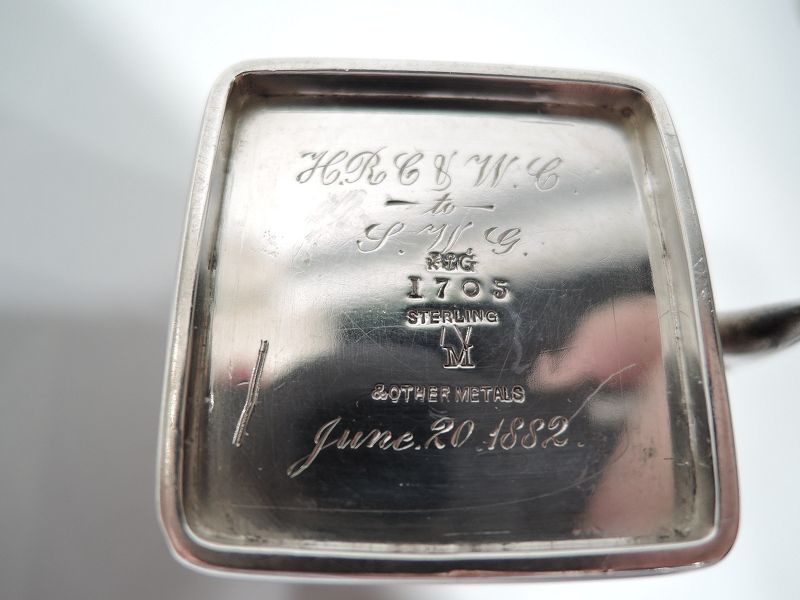 H.R.C & W.C
to
S. W. G.
1705
STERLING
M
& OTHER METALS
June. 20. 1882.